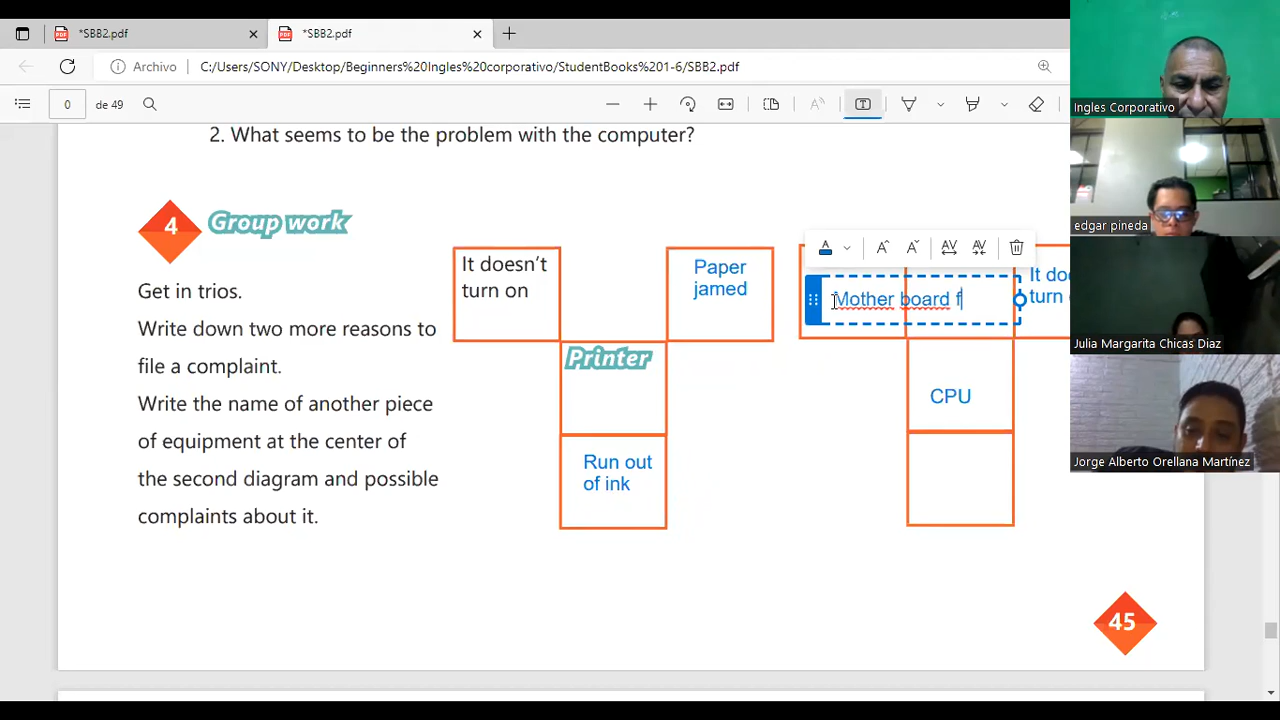 *SBB2.pdf
*SBB2.pdf
Archivo
C:/Users/SONY/Desktop/Beginners%20Ingles%20corporativo/StudentBooks%201-6/SBB2.pdf
0
de 49
2. What seems to be the problem with the computer?
4
Group work
Get in trios.
Write down two more reasons to
file a complaint.
Write the name of another piece
of equipment at the center of
the second diagram and possible
complaints about it.
It doesn't
turn on
Paper
jamed
Printer
Run out
of ink
Mother board f
It
turn
CPU
45
Ingles Corporativo
edgar pineda
Julia Margarita Chicas Diaz
Jorge Alberto Orellana Martínez